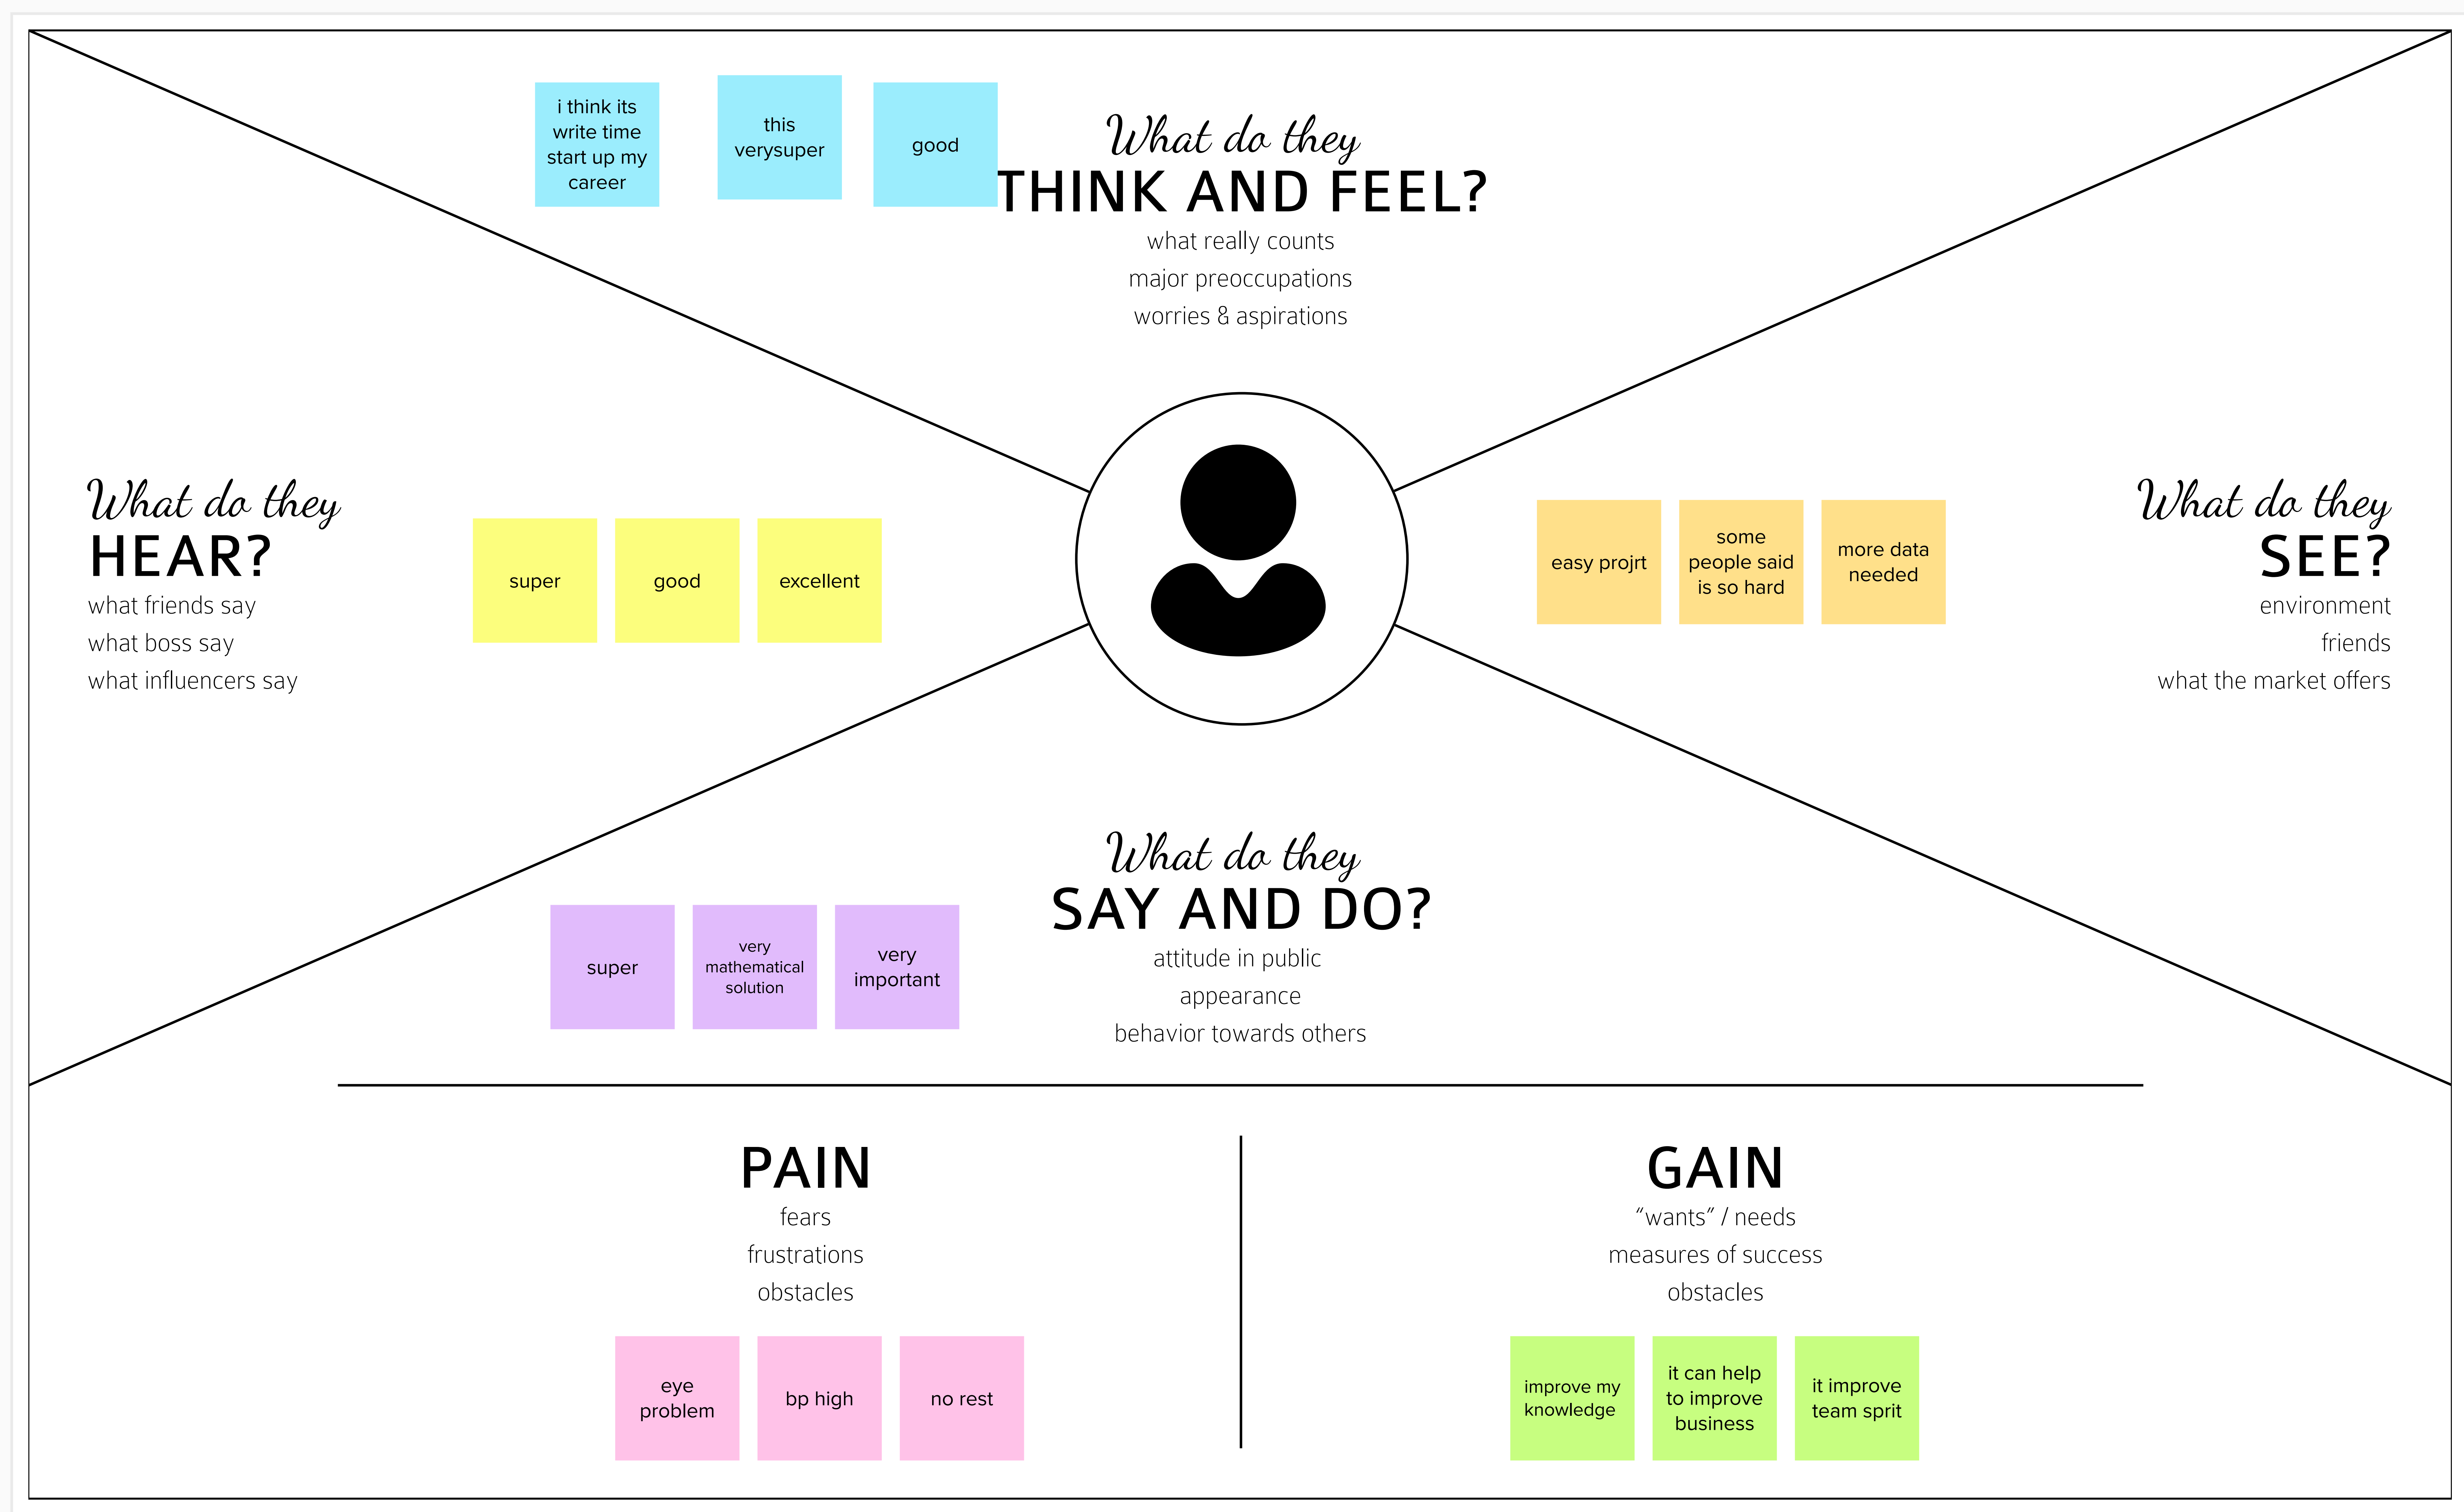 i think its
write time
start up my
career
this
verysuper
good
What do they
THINK AND FEEL?
what really counts
major preoccupations
worries & aspirations
What do they
HEAR?
what friends say
what boss say
what influencers say
super
good
excellent
easy projrt
some
people said
is so hard
more data
needed
What do they
SEE?
environment
friends
what the market offers
What do they
SAY AND DO?
attitude in public
appearance
behavior towards others
super
very
mathematical
solution
very
important
PAIN
fears
frustrations
obstacles
eye
problem
bp high
no rest
GAIN
“wants” / needs
measures of success
obstacles
improve my
knowledge
it can help
to improve
business
it improve
team sprit